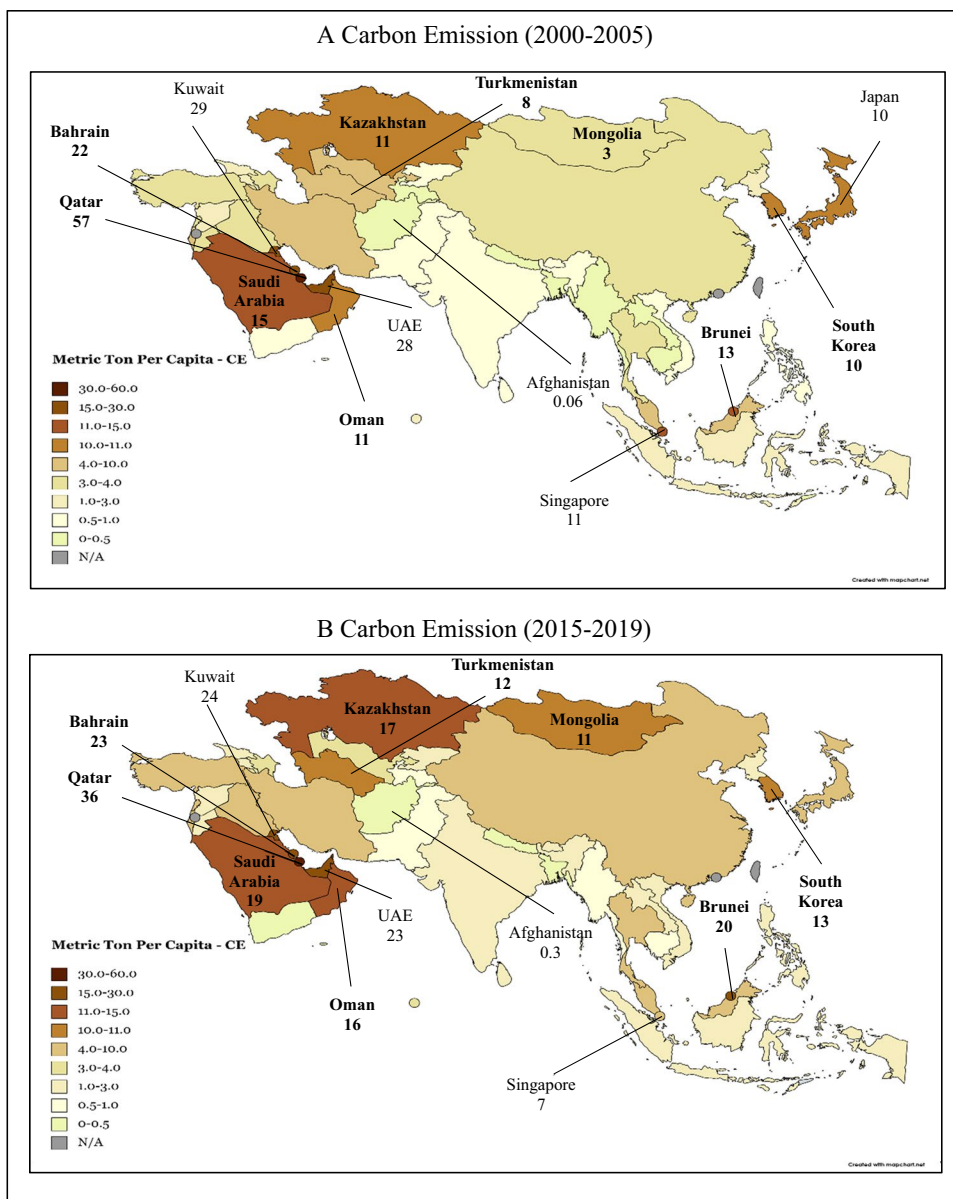 A Carbon Emission (2000-2005)
Kuwait
29
Turkmenistan
8
Japan
10
Bahrain
22
Kazakhstan
11
Mongolia
3
Qatar
57
Saudi
Arabia
15
UAE
28
Brunei
13
South
Korea
10
Metric Ton Per Capita - CE
30.0-60.0
15.0-30.0
11.0-15.0
10.0-11.0
4.0-10.0
3.0-4.0
1.0-3.0
0.5-1.0
0-0.5
N/A
Oman
11
Afghanistan
0.06
Singapore
11
Created with mapchart.net
B Carbon Emission (2015-2019)
Kuwait
24
Turkmenistan
12
Bahrain
23
Kazakhstan
17
Mongolia
11
Qatar
36
Saudi
Arabia
19
UAE
23
Afghanistan
0.3
Brunei
20
South
Korea
13
Metric Ton Per Capita - CE
30.0-60.0
15.0-30.0
11.0-15.0
10.0-11.0
4.0-10.0
3.0-4.0
1.0-3.0
0.5-1.0
0-0.5
N/A
Oman
16
Singapore
7
Created with mapchart.net